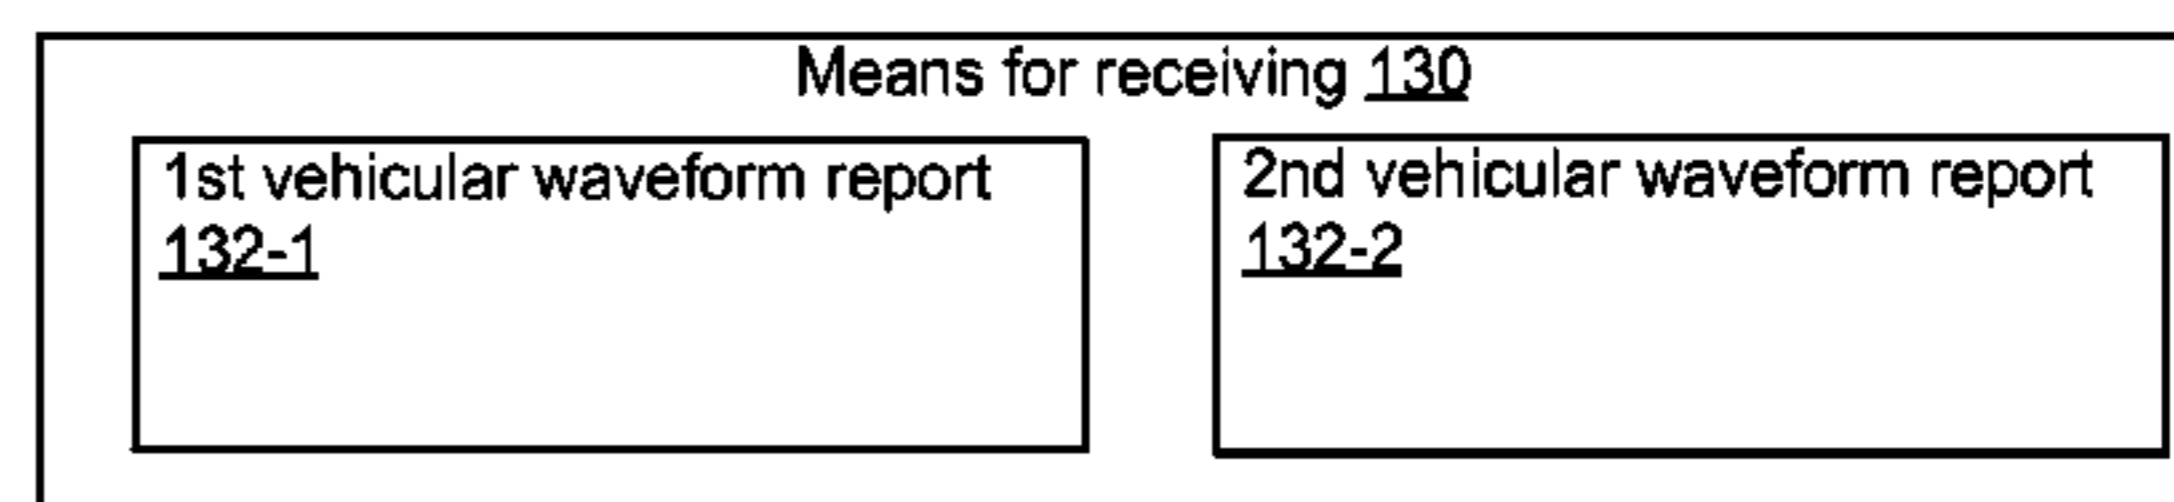 Means for receiving 130
1st vehicular waveform report
132-1
2nd vehicular waveform report
132-2